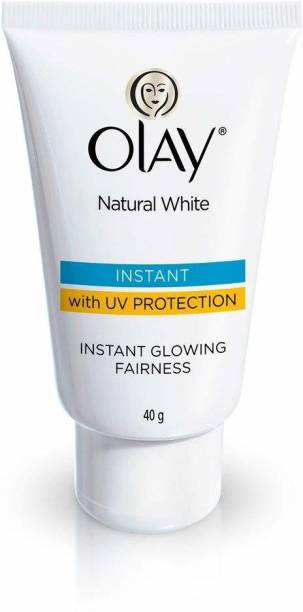 OLAY®
Natural White
INSTANT
with UV PROTECTION
INSTANT GLOWING
FAIRNESS
40 g